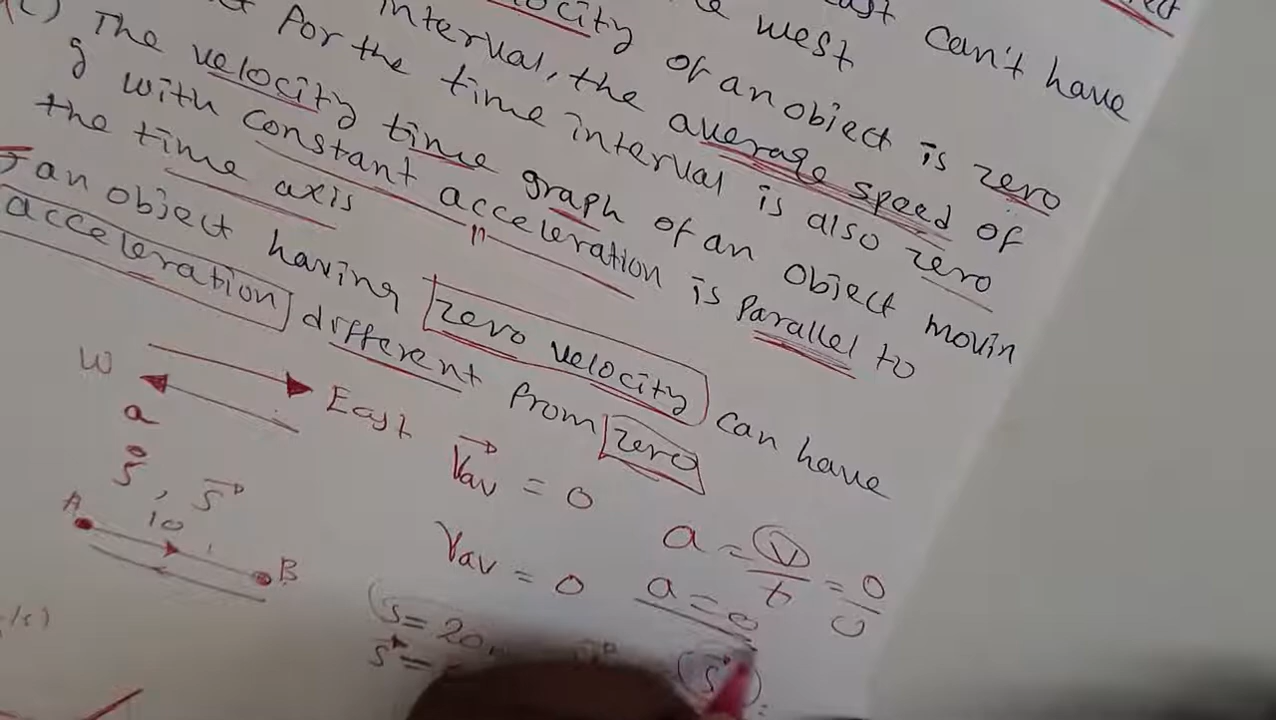 can't have
west
velocity of an object is zero
interval, the average speed of
for the time interval is also zero
c) The velocity time graph of an object movin
g with constant acceleration is parallel to
the time axis
an object having zero velocity can have
acceleration different from zero
W
East
a
s, s
A 10 B
Vav = 0
Vav = 0
a = V/t = 0/0
a = 0
s = 20
s =
s